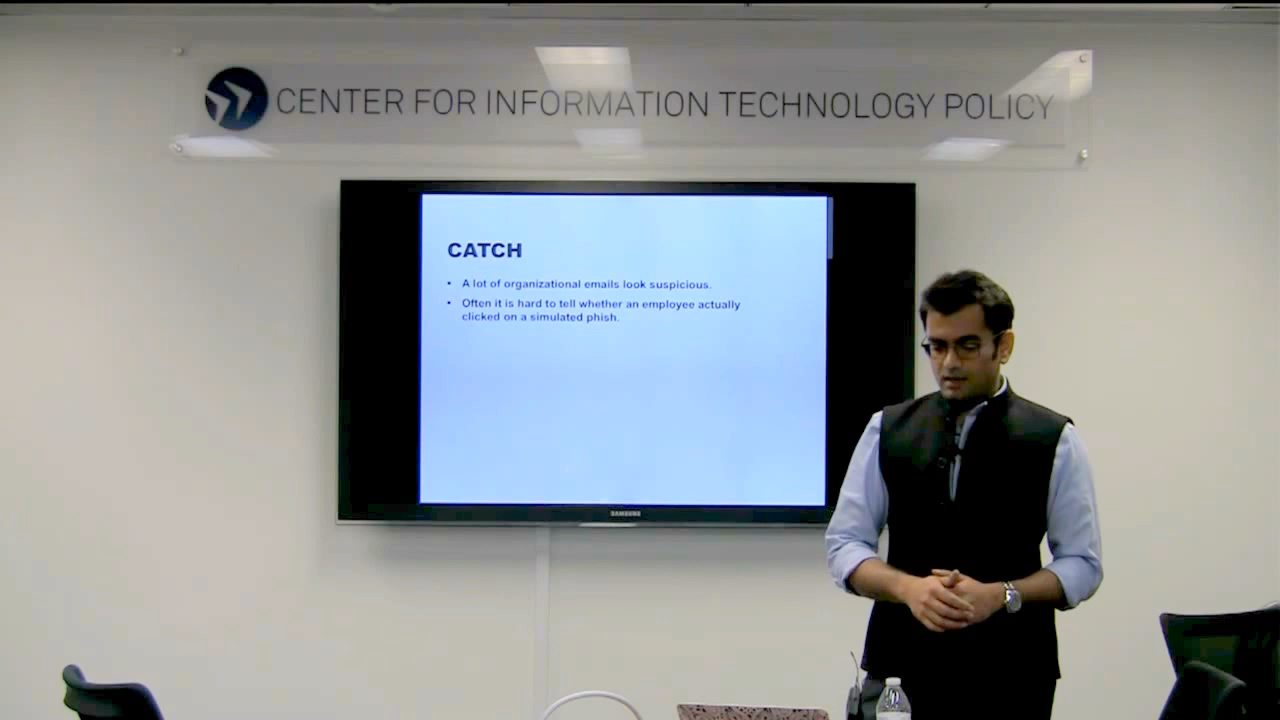 CENTER FOR INFORMATION TECHNOLOGY POLICY
CATCH
• A lot of organizational emails look suspicious.
• Often it is hard to tell whether an employee actually
clicked on a simulated phish.
SAMSUNG